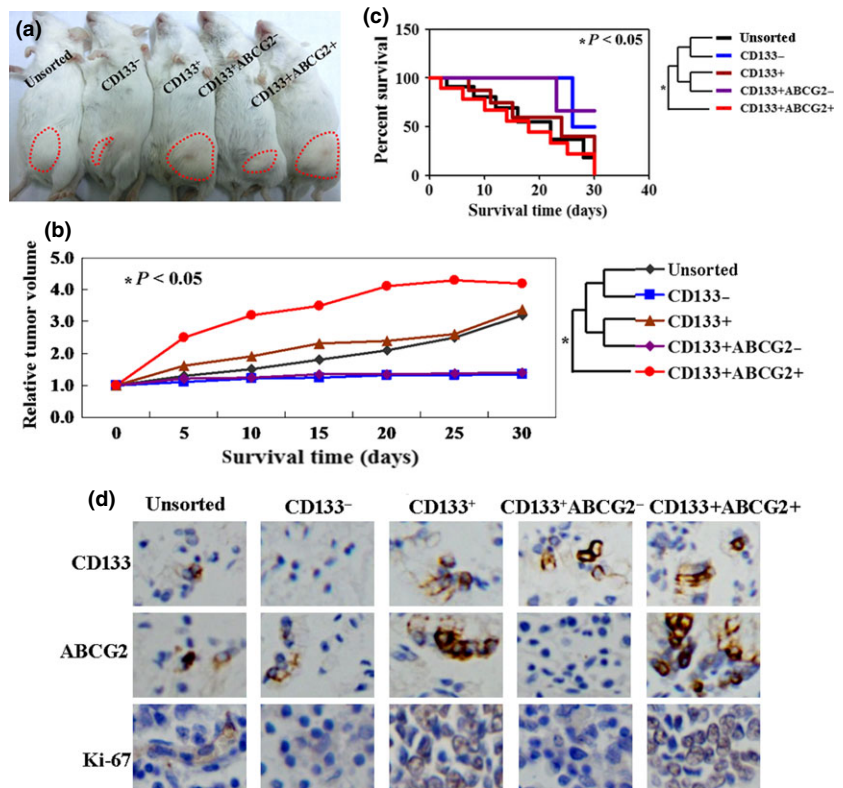 (a)
Unsorted
CD133-
CD133+
CD133+ABCG2-
CD133+ABCG2+
(c)
Percent survival
150
100
50
0
0 10 20 30 40
Survival time (days)
* P < 0.05
Unsorted
CD133-
CD133+
CD133+ABCG2-
CD133+ABCG2+
*
(b)
Relative tumor volume
5.0
4.0
3.0
2.0
1.0
0.0
0 5 10 15 20 25 30
Survival time (days)
* P < 0.05
Unsorted
CD133-
CD133+
CD133+ABCG2-
CD133+ABCG2+
*
(d)
Unsorted CD133- CD133+ CD133+ABCG2- CD133+ABCG2+
CD133
ABCG2
Ki-67